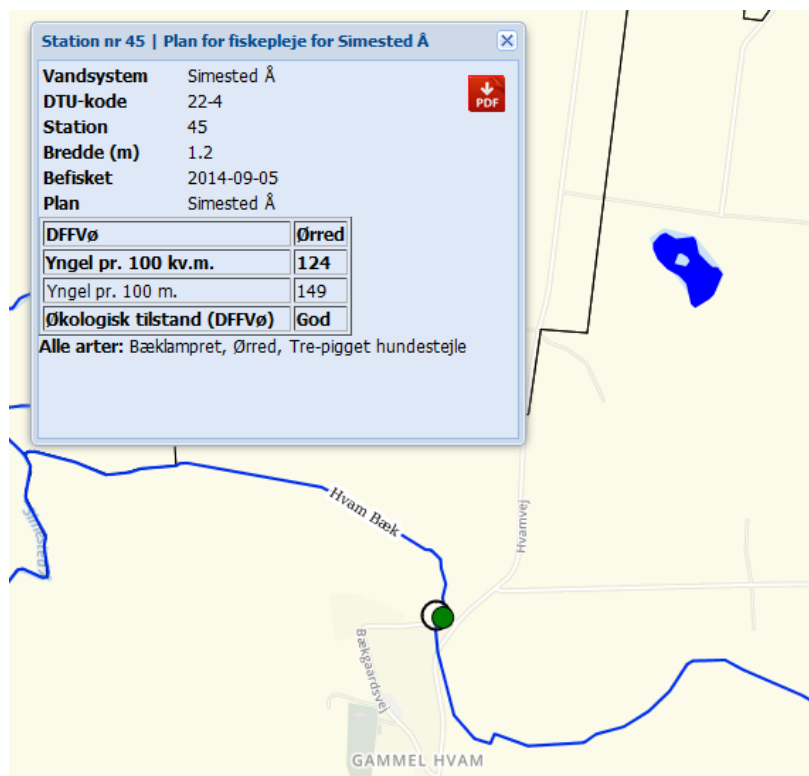 Station nr 45 | Plan for fiskepleje for Simested Å
Vandsystem Simested Å
DTU-kode 22-4
Station 45
Bredde (m) 1.2
Befisket 2014-09-05
Plan Simested Å
PDF
DFFVø Ørred
Yngel pr. 100 kv.m. 124
Yngel pr. 100 m. 149
Økologisk tilstand (DFFVø) God
Alle arter: Bæklampret, Ørred, Tre-pigget hundestejle
Hvam Bæk
Hvamvej
Bækgaardsvej
GAMMEL HVAM